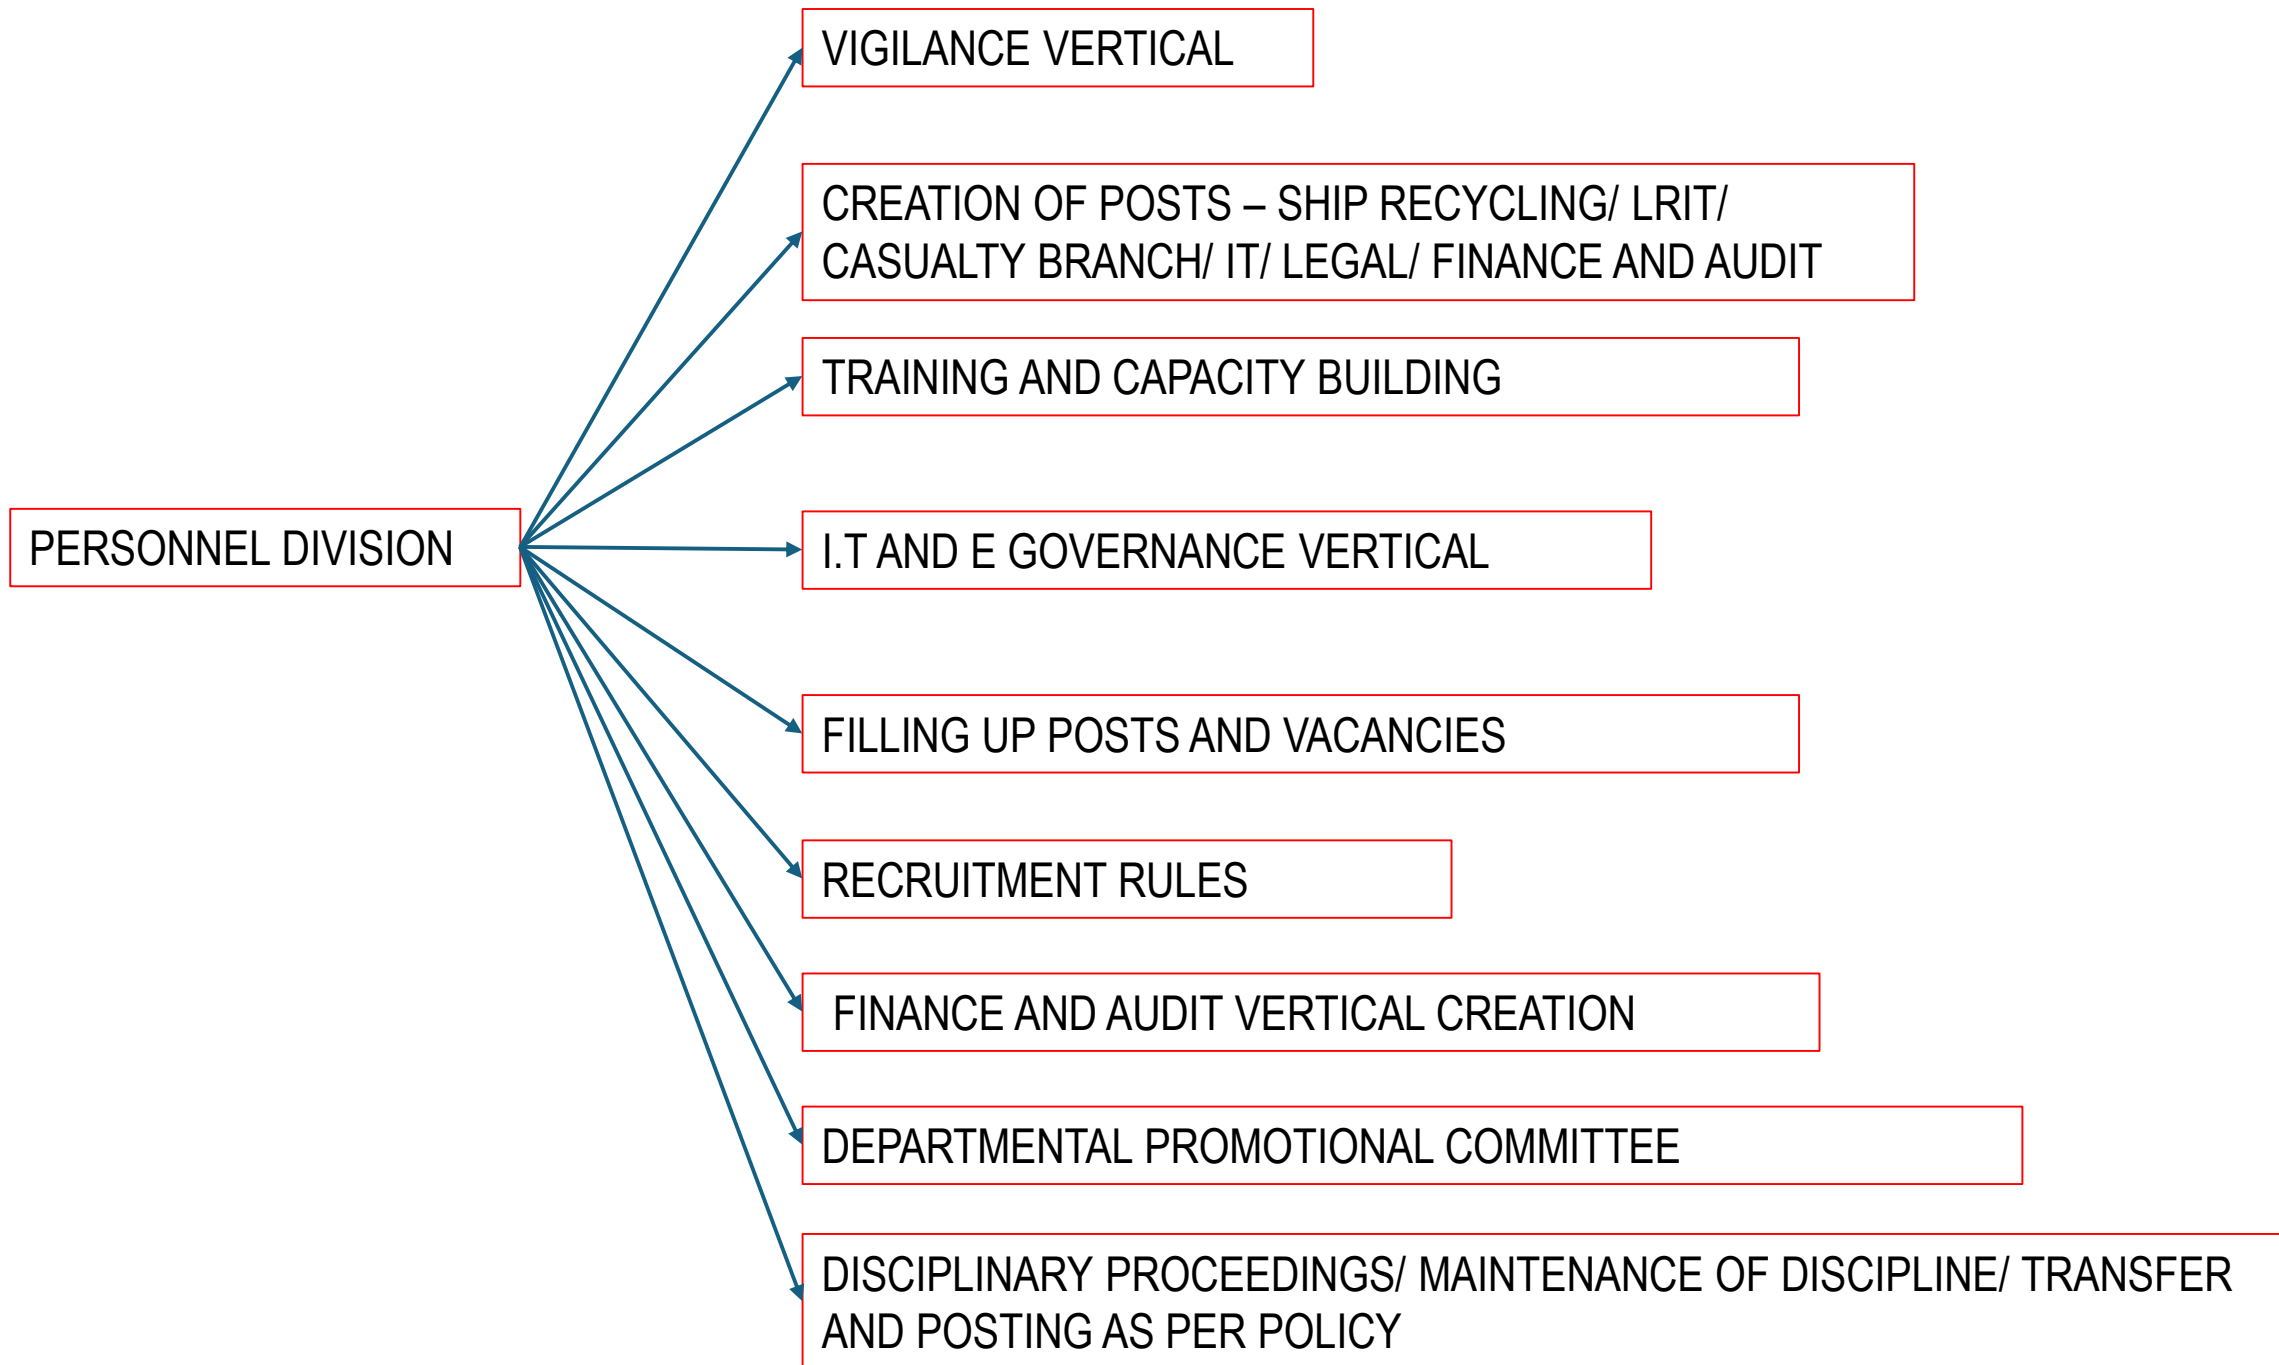 VIGILANCE VERTICAL
CREATION OF POSTS – SHIP RECYCLING/ LRIT/
CASUALTY BRANCH/ IT/ LEGAL/ FINANCE AND AUDIT
TRAINING AND CAPACITY BUILDING
PERSONNEL DIVISION
I.T AND E GOVERNANCE VERTICAL
FILLING UP POSTS AND VACANCIES
RECRUITMENT RULES
FINANCE AND AUDIT VERTICAL CREATION
DEPARTMENTAL PROMOTIONAL COMMITTEE
DISCIPLINARY PROCEEDINGS/ MAINTENANCE OF DISCIPLINE/ TRANSFER
AND POSTING AS PER POLICY